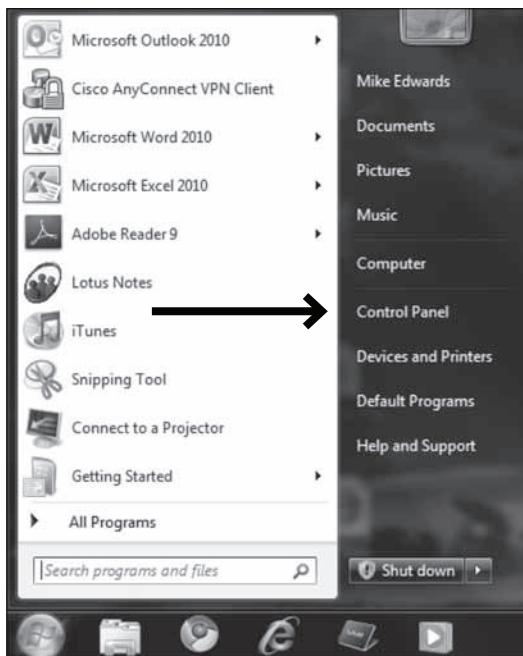 Microsoft Outlook 2010
Cisco AnyConnect VPN Client
Microsoft Word 2010
Microsoft Excel 2010
Adobe Reader 9
Lotus Notes
iTunes
Snipping Tool
Connect to a Projector
Getting Started
All Programs
Search programs and files
Mike Edwards
Documents
Pictures
Music
Computer
Control Panel
Devices and Printers
Default Programs
Help and Support
Shut down